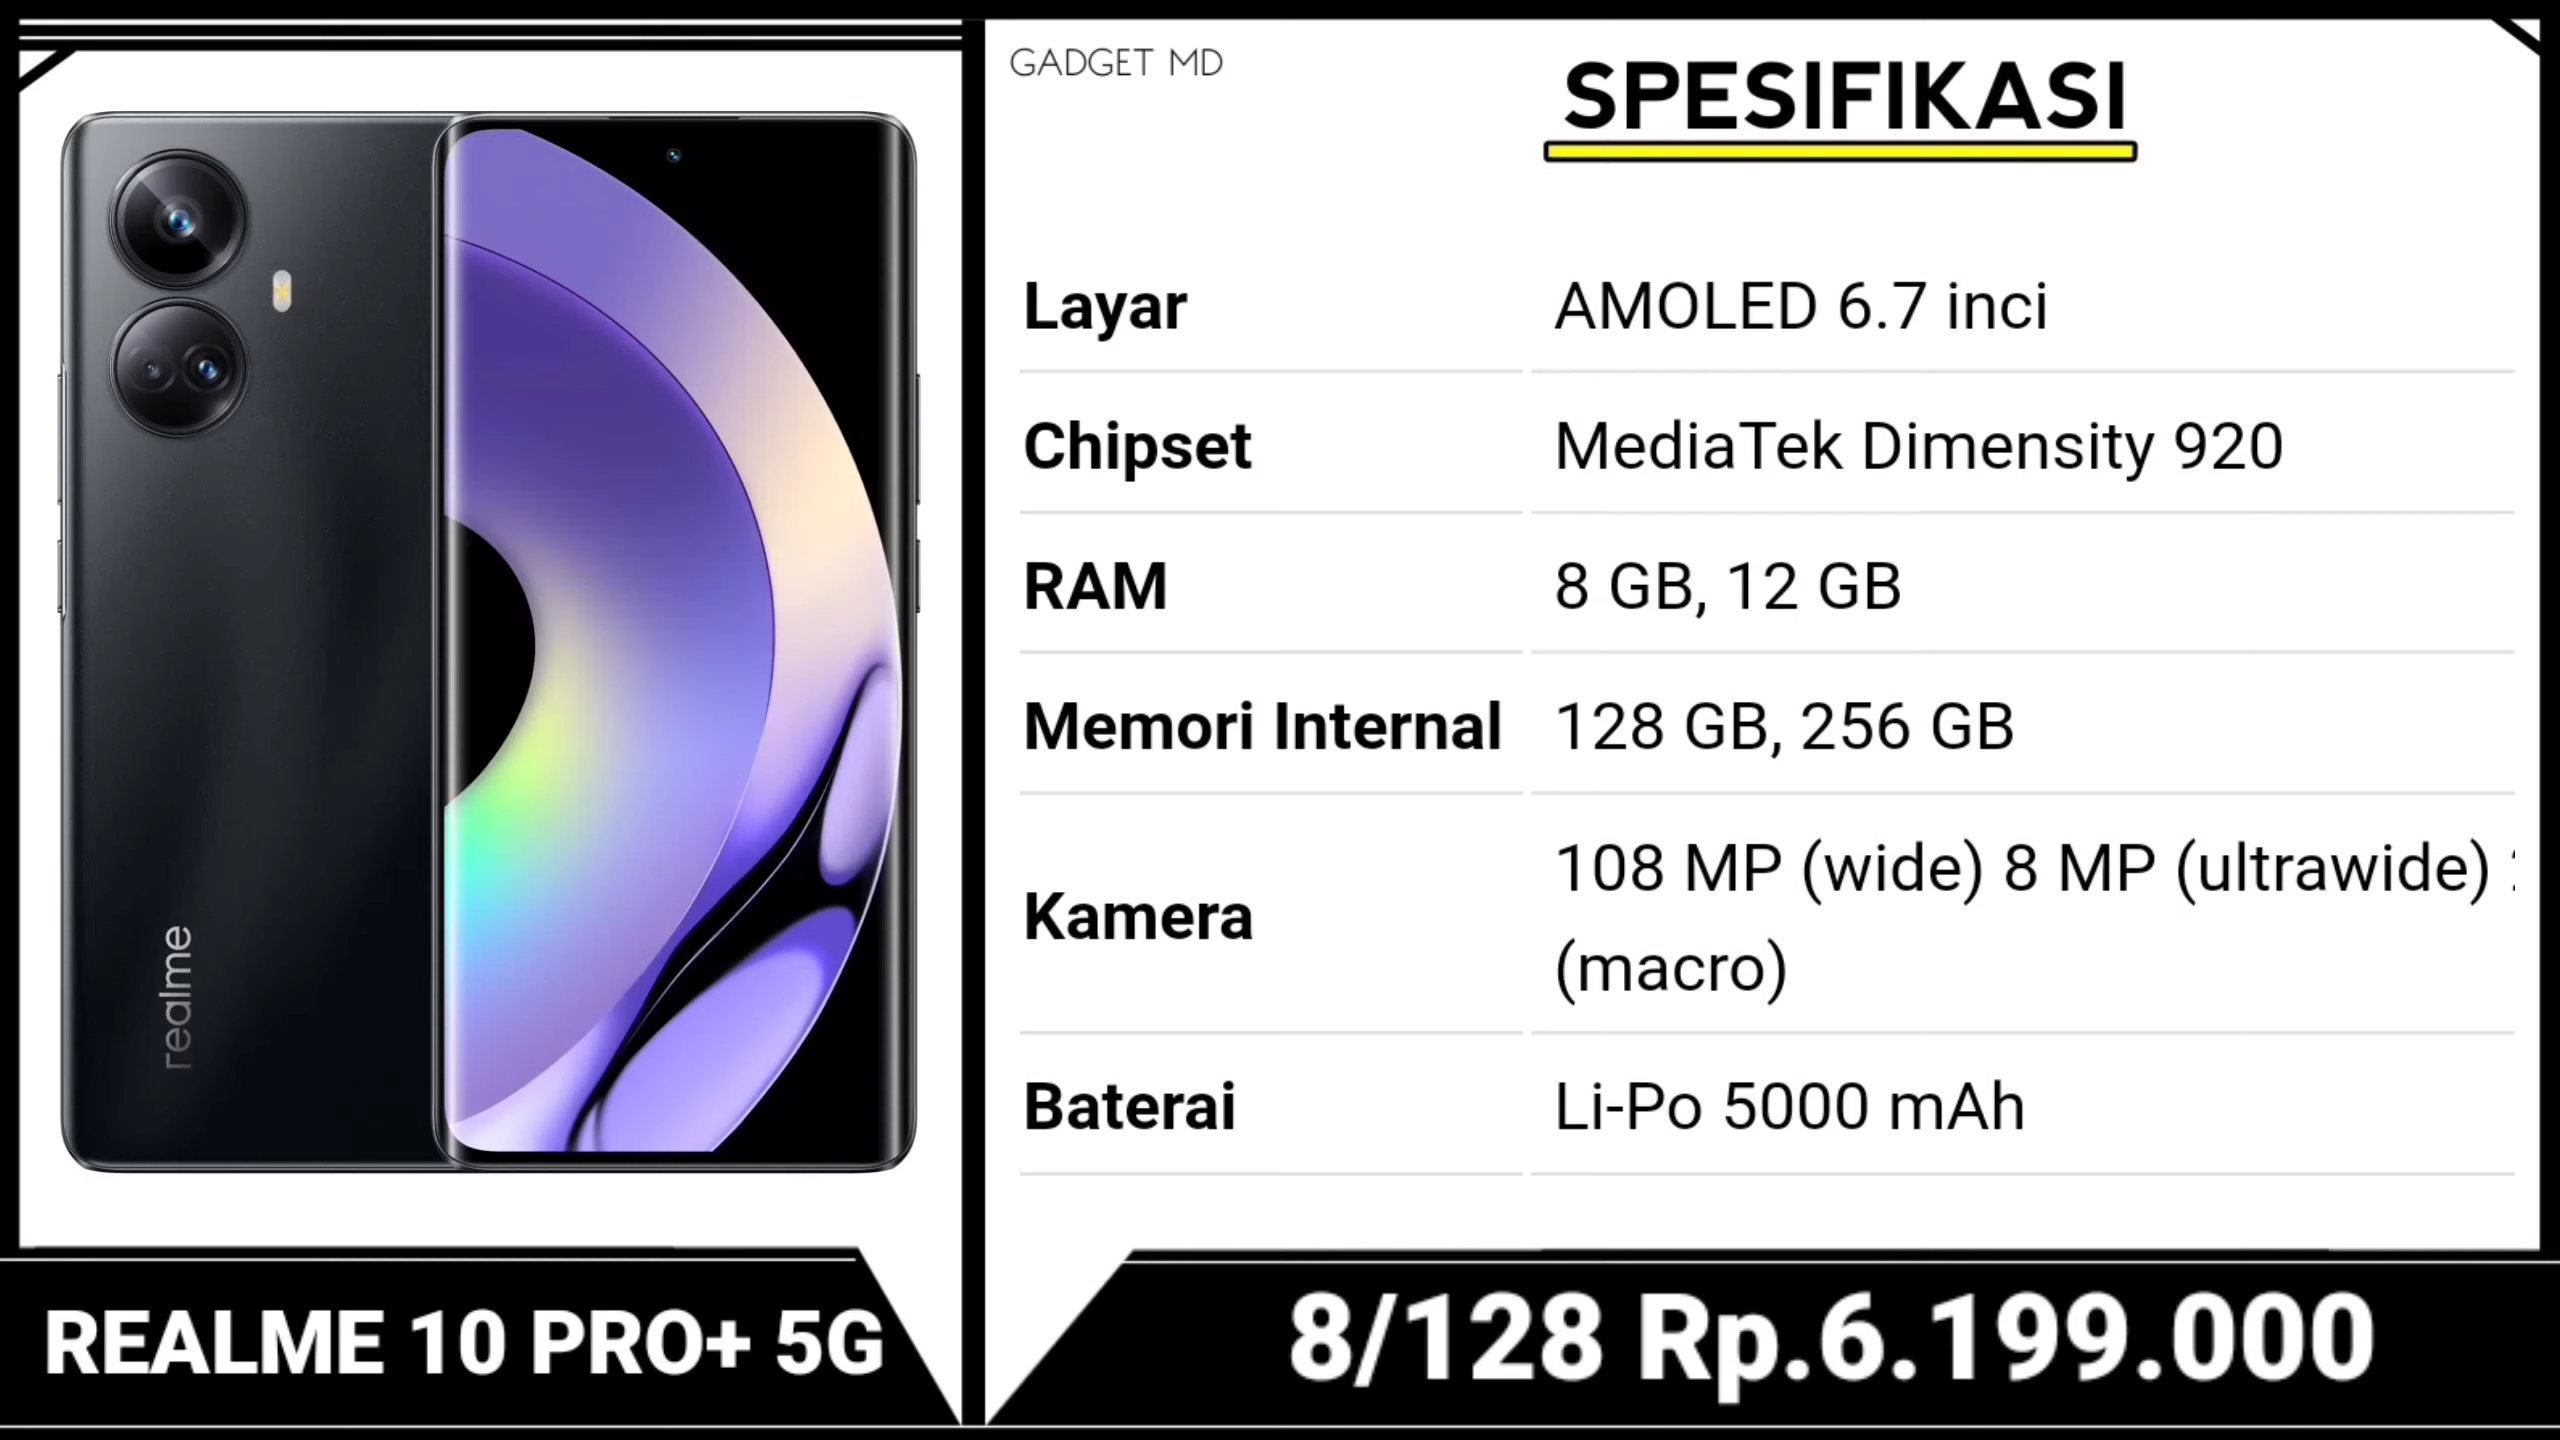 GADGET MD
SPESIFIKASI
Layar AMOLED 6.7 inci
Chipset MediaTek Dimensity 920
RAM 8 GB, 12 GB
Memori Internal 128 GB, 256 GB
Kamera 108 MP (wide) 8 MP (ultrawide)
(macro)
Baterai Li-Po 5000 mAh
realme
REALME 10 PRO+ 5G
8/128 Rp.6.199.000